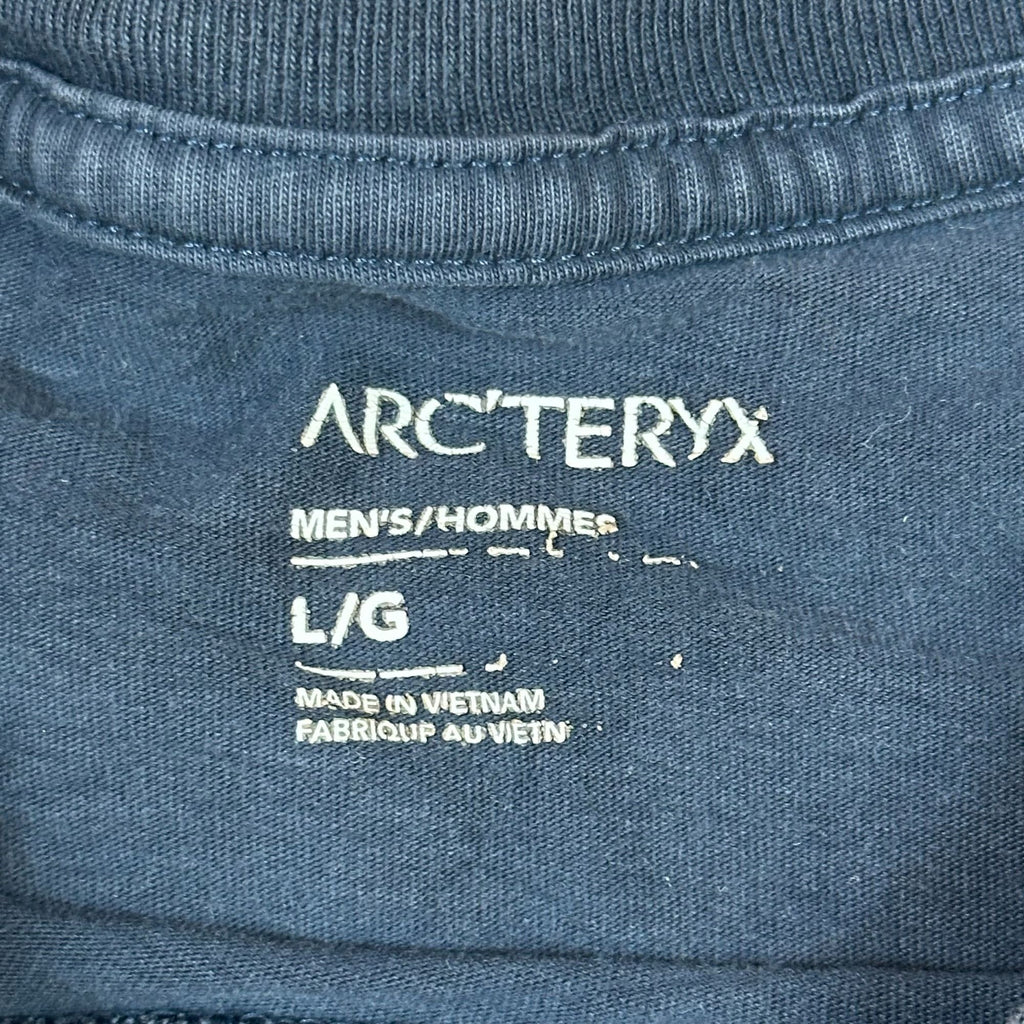 ARC'TERYX
MEN'S/HOMMES
L/G
MADE IN VIETNAM
FABRIQUÉ AU VIETN